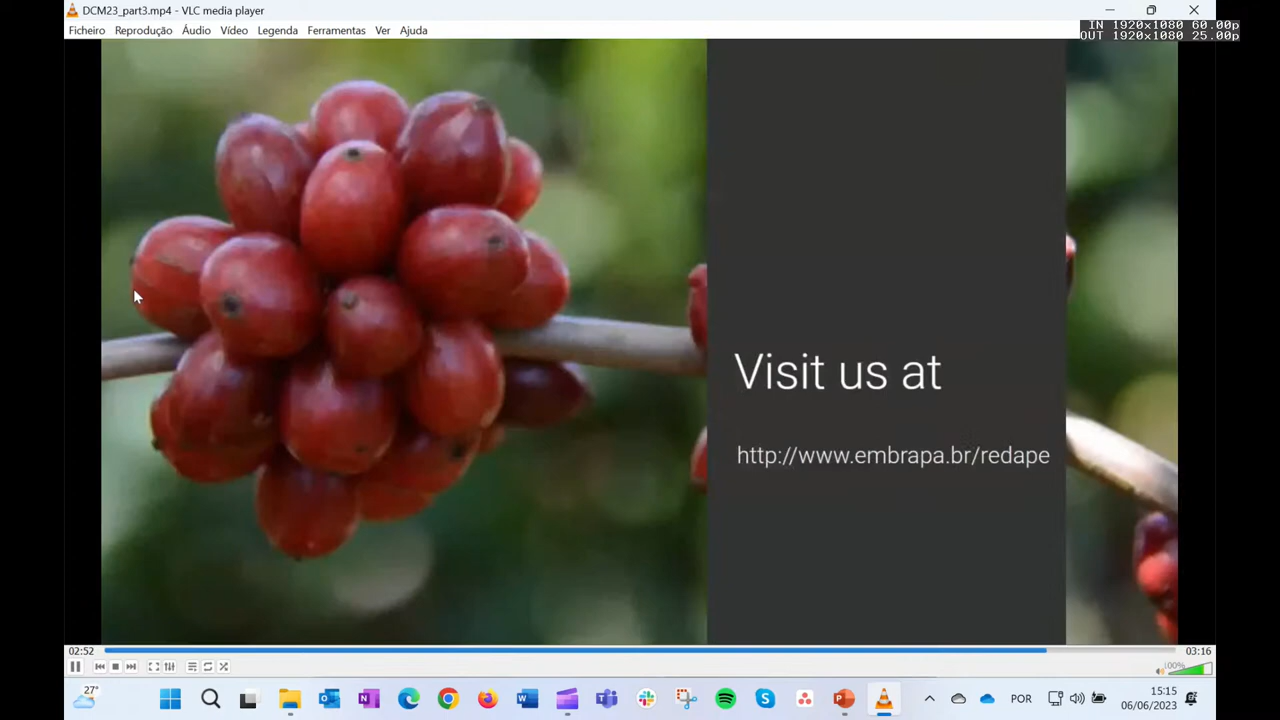 DCM23_part3.mp4 - VLC media player
Ficheiro Reprodução Áudio Vídeo Legenda Ferramentas Ver Ajuda
IN 1920x1080 60.00p
OUT 1920x1080 25.00p
Visit us at
http://www.embrapa.br/redape
02:52
03:16
100%
27°
POR
15:15
06/06/2023